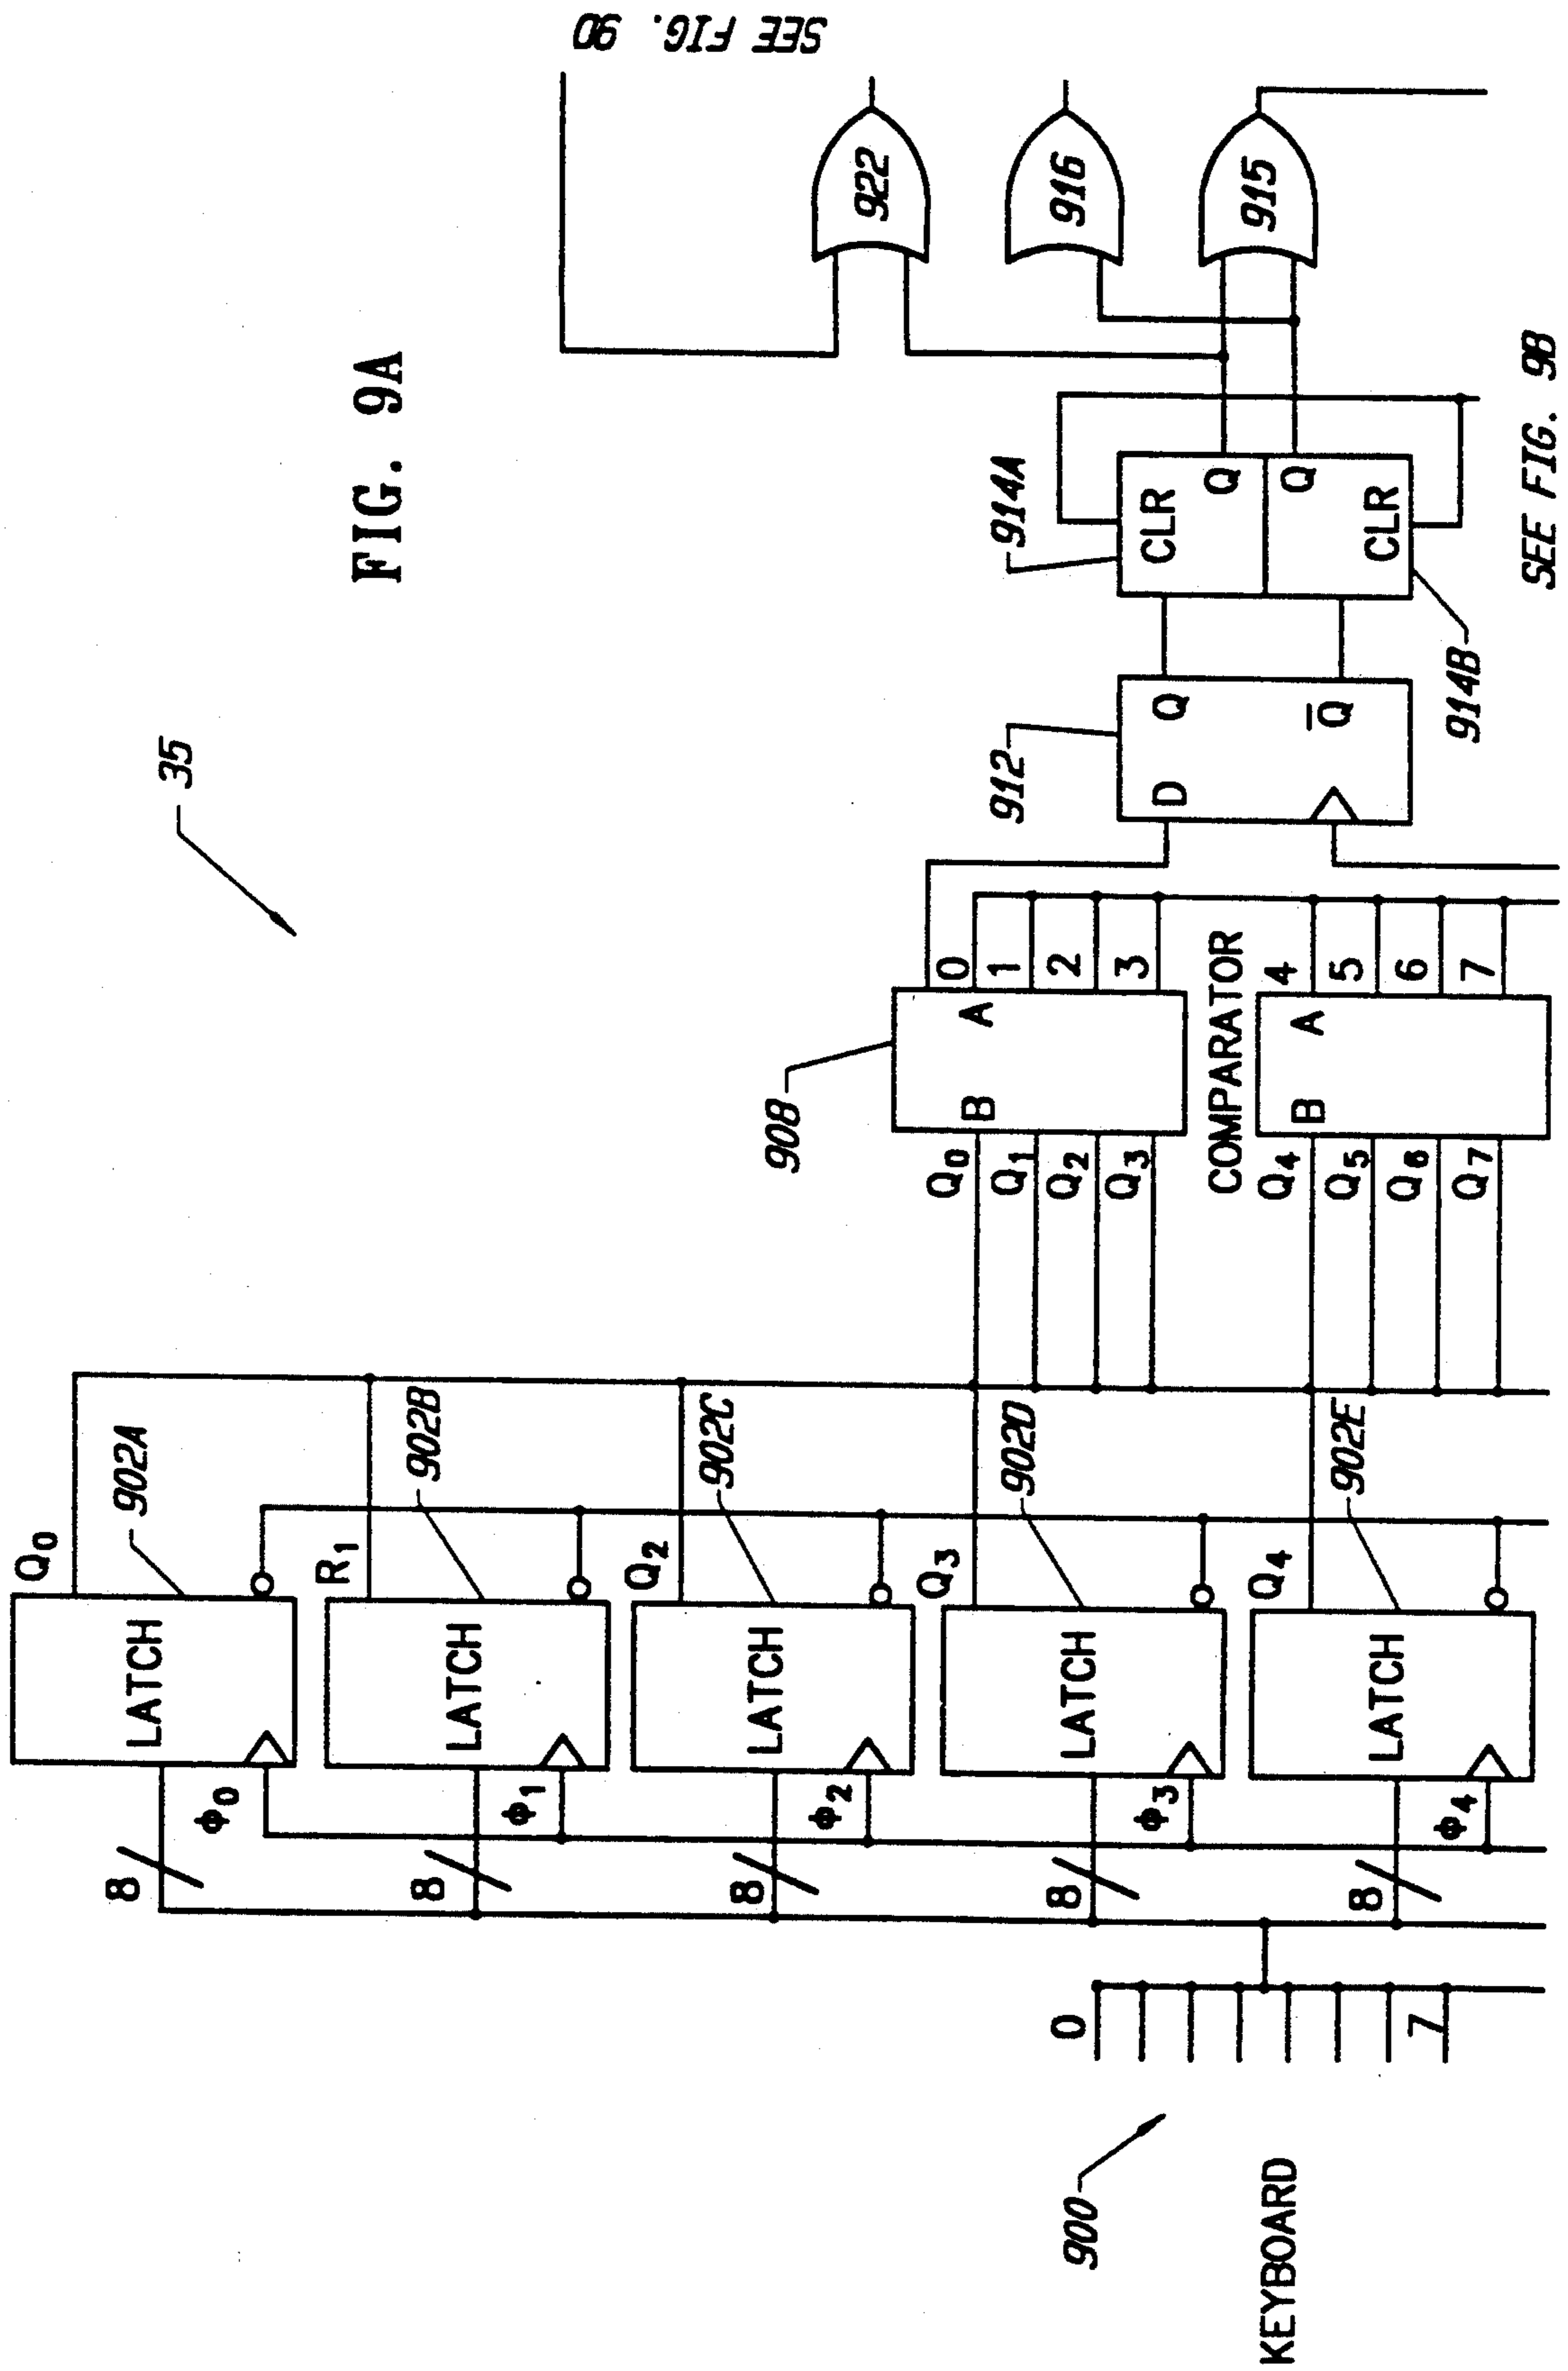 FIG. 9A
35
SEE FIG. 9D
Q0
902A
LATCH
Φ0
8
R1
902B
LATCH
Φ1
8
Q2
902C
LATCH
Φ2
8
Q3
902D
LATCH
Φ3
8
Q4
902E
LATCH
Φ4
8
900
KEYBOARD
0
7
908
Q0
Q1
Q2
Q3
B
A
0
1
2
3
COMPARATOR
Q4
Q5
Q6
Q7
B
A
4
5
6
7
912
D
Q
Q̅
914A
CLR
Q
Q
CLR
914B
922
916
915
SEE FIG. 9B